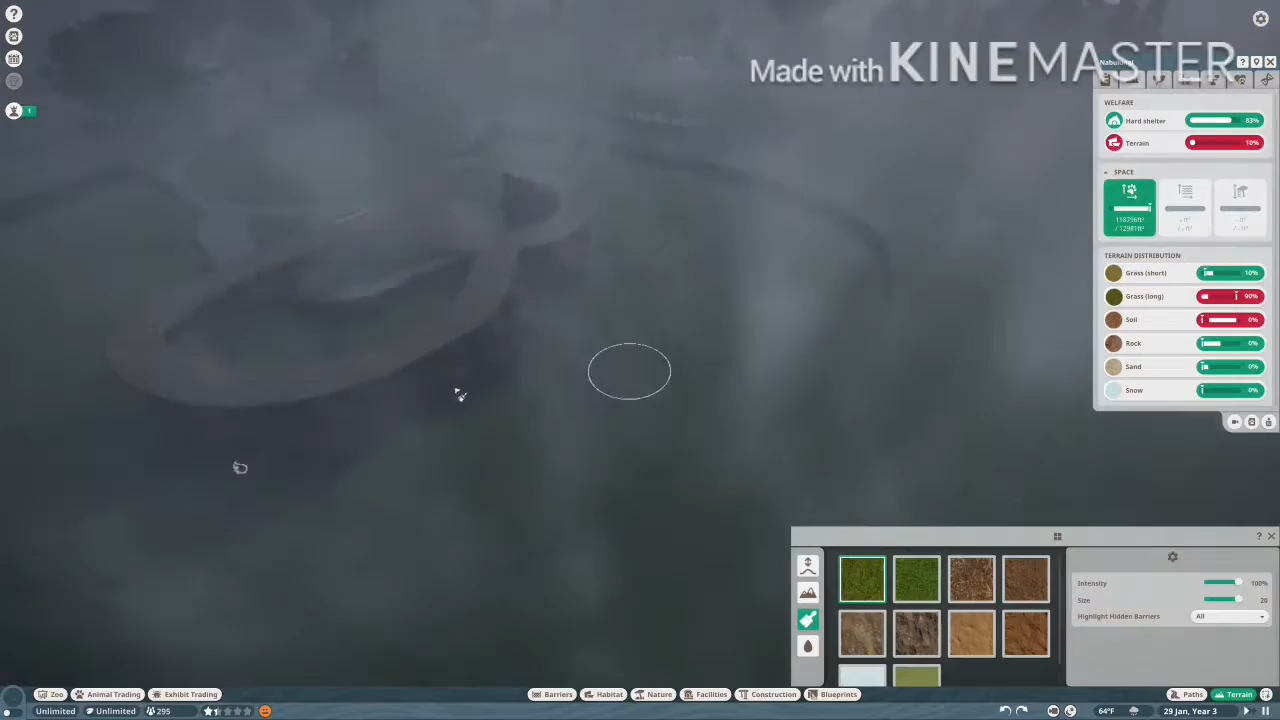 Made with KINEMASTER
1
WELFARE
Hard shelter 83%
Terrain 10%
SPACE
TERRAIN DISTRIBUTION
Grass (short) 10%
Grass (long) 90%
Soil 0%
Rock 0%
Sand 0%
Snow 0%
Intensity 100%
Size 20
Highlight Hidden Barriers All
Zoo Animal Trading Exhibit Trading Barriers Habitat Nature Facilities Construction Blueprints Paths Terrain
Unlimited Unlimited 295 64°F 29 Jan, Year 3